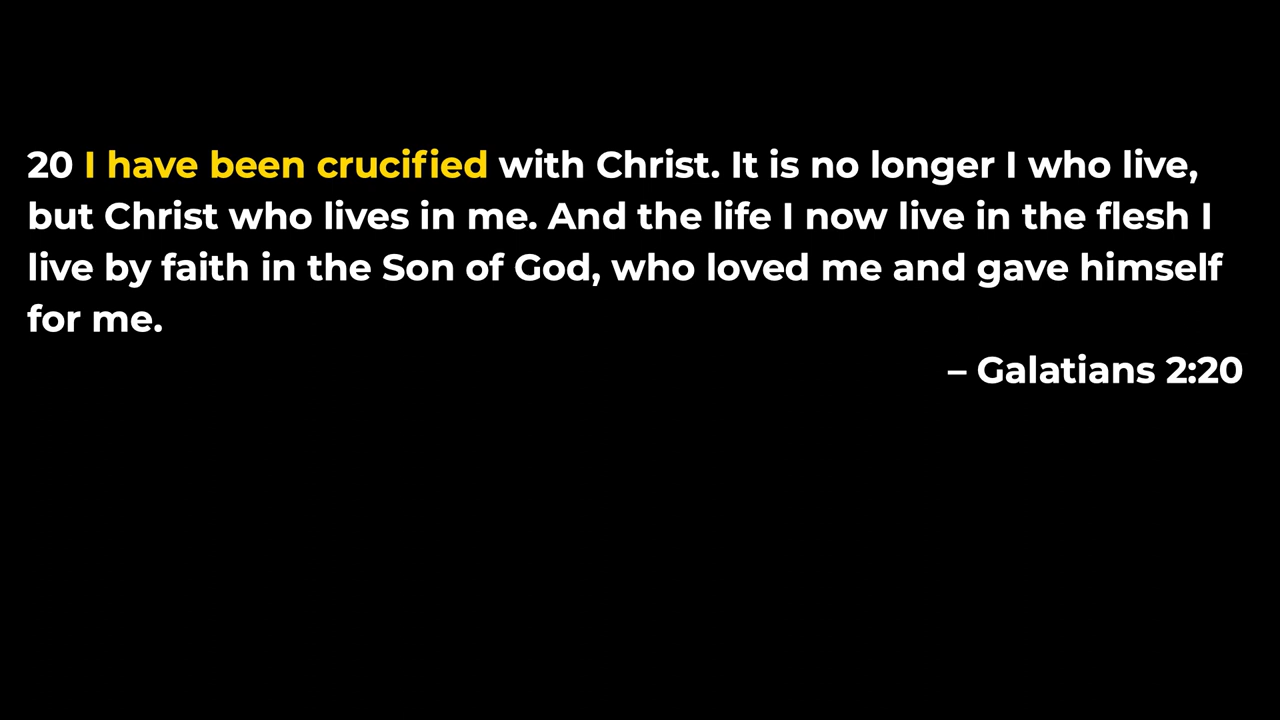 20 I have been crucified with Christ. It is no longer I who live,
but Christ who lives in me. And the life I now live in the flesh I
live by faith in the Son of God, who loved me and gave himself
for me.
– Galatians 2:20